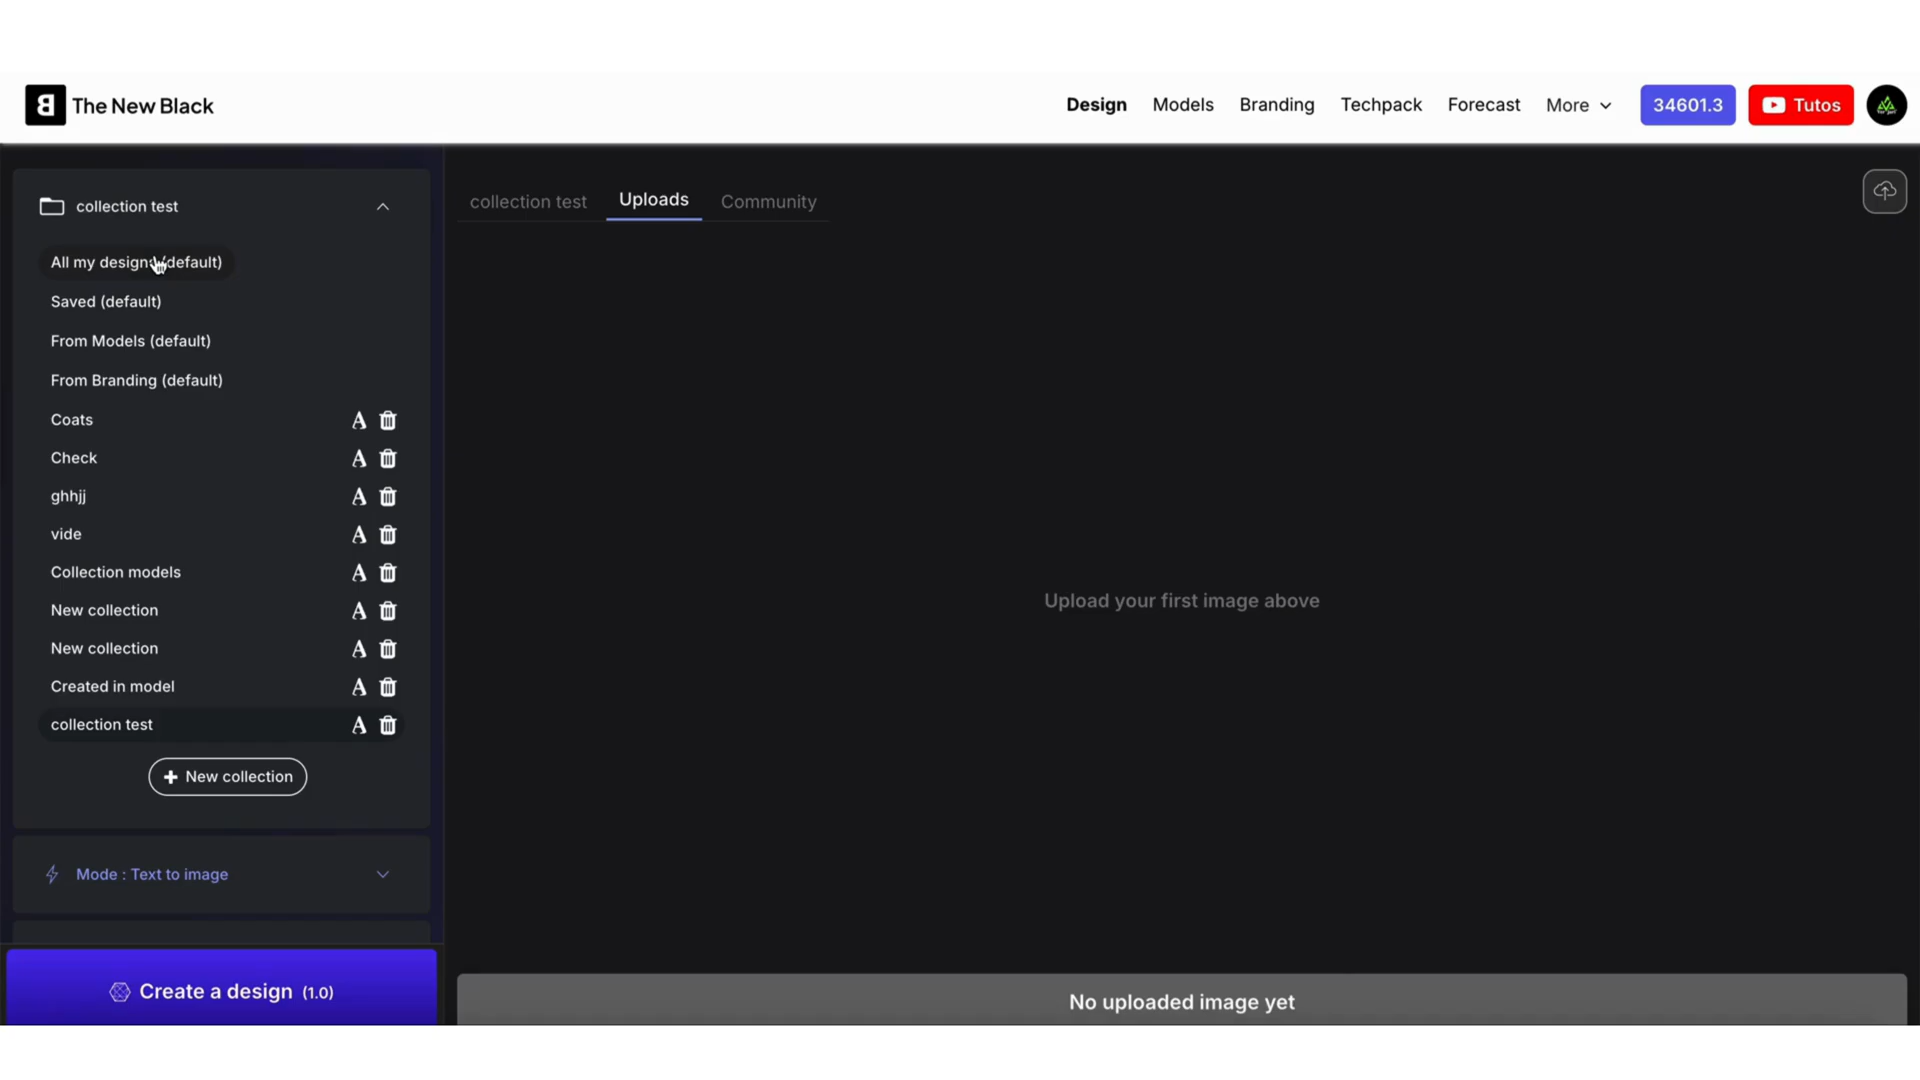 The New Black
Design
Models
Branding
Techpack
Forecast
More
34601.3
Tutos
collection test
All my designs (default)
Saved (default)
From Models (default)
From Branding (default)
Coats
Check
ghhjj
vide
Collection models
New collection
New collection
Created in model
collection test
New collection
Mode : Text to image
Create a design (1.0)
collection test
Uploads
Community
Upload your first image above
No uploaded image yet